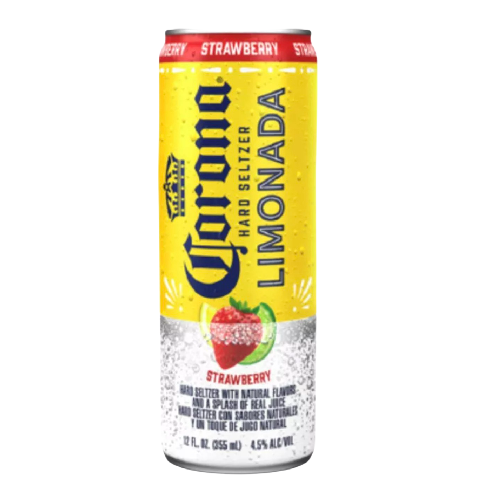 STRAWBERRY
Corona®
HARD SELTZER
LIMONADA
STRAWBERRY
HARD SELTZER WITH NATURAL FLAVORS
AND A SPLASH OF REAL JUICE
HARD SELTZER CON SABORES NATURALES
Y UN TOQUE DE JUGO NATURAL
12 FL. OZ. (355 mL) 4.5% ALC/VOL